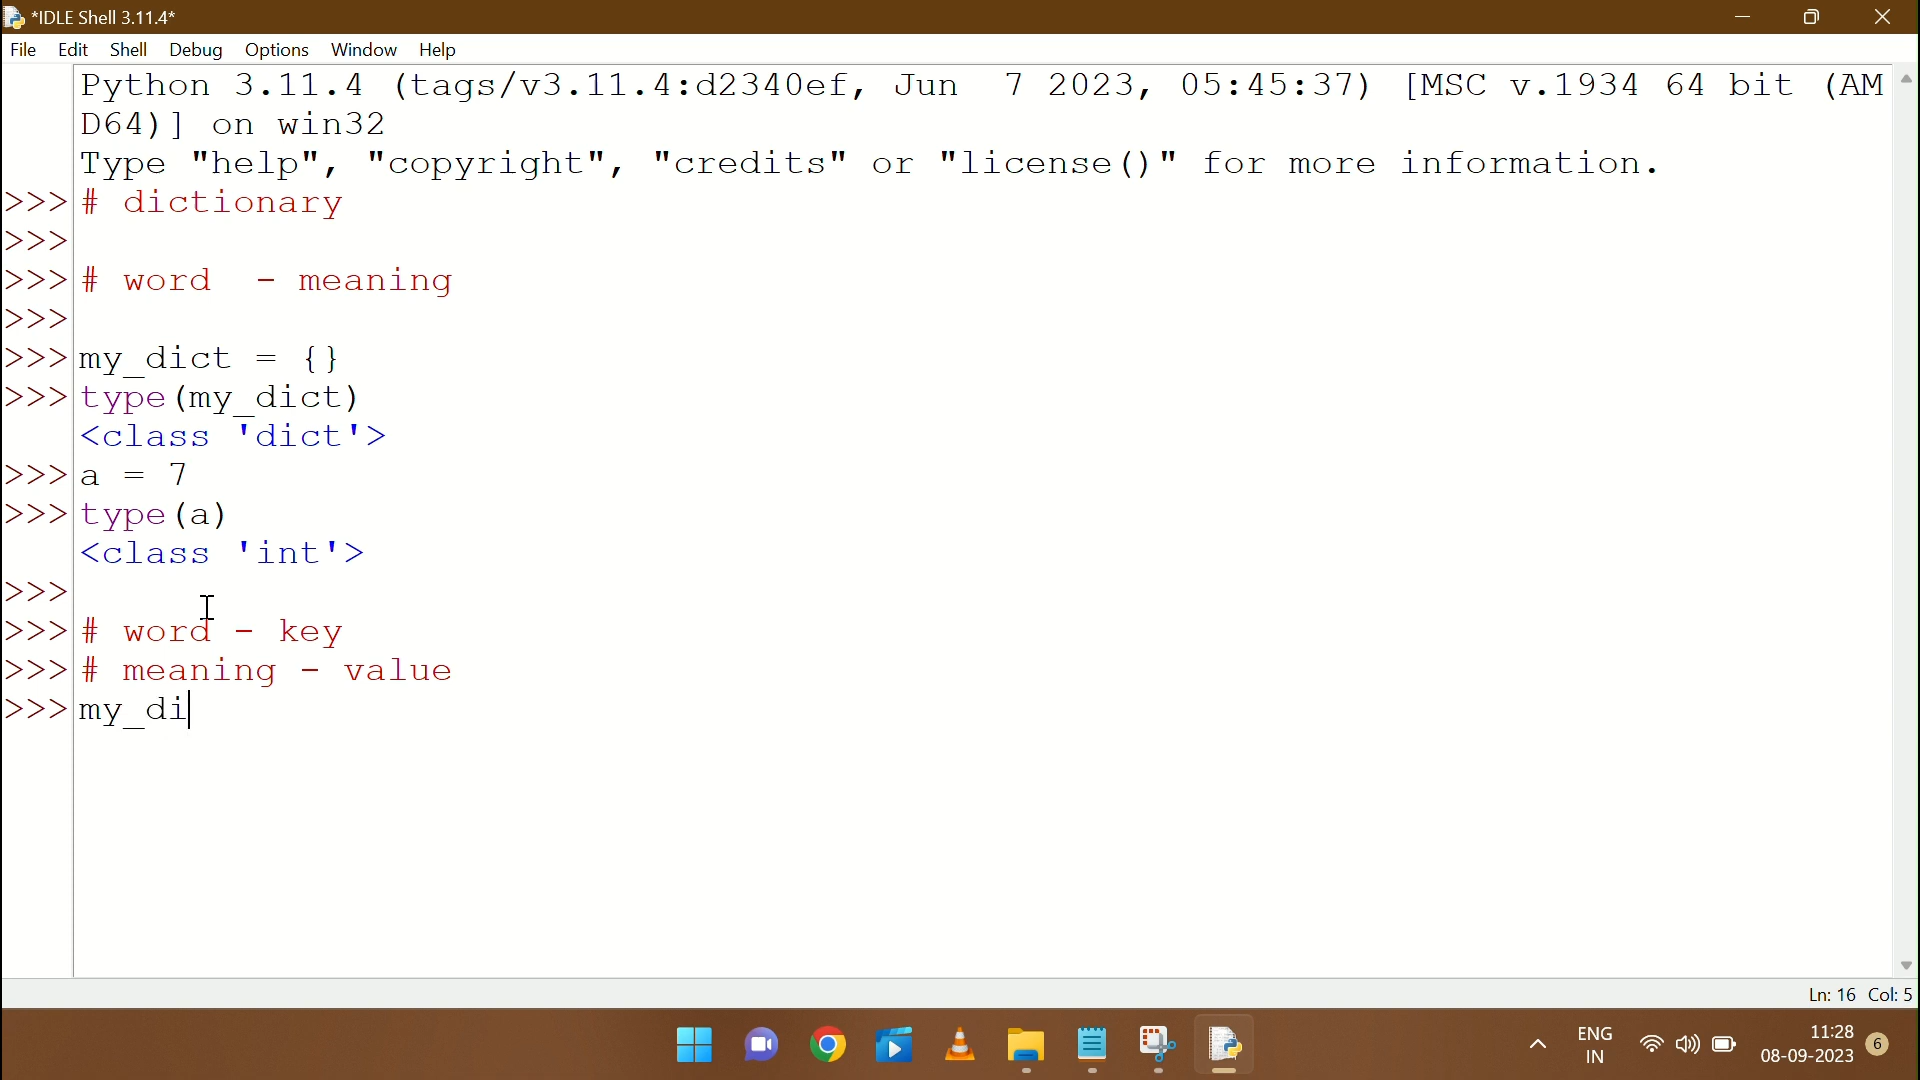 *IDLE Shell 3.11.4*
File Edit Shell Debug Options Window Help
Python 3.11.4 (tags/v3.11.4:d2340ef, Jun  7 2023, 05:45:37) [MSC v.1934 64 bit (AM
D64)] on win32
Type "help", "copyright", "credits" or "license()" for more information.
>>> # dictionary
>>>
>>> # word  - meaning
>>>
>>> my_dict = {}
>>> type(my_dict)
<class 'dict'>
>>> a = 7
>>> type(a)
<class 'int'>
>>>
>>> # word - key
>>> # meaning - value
>>> my_di
Ln: 16 Col: 5
ENG 11:28
IN 08-09-2023 6